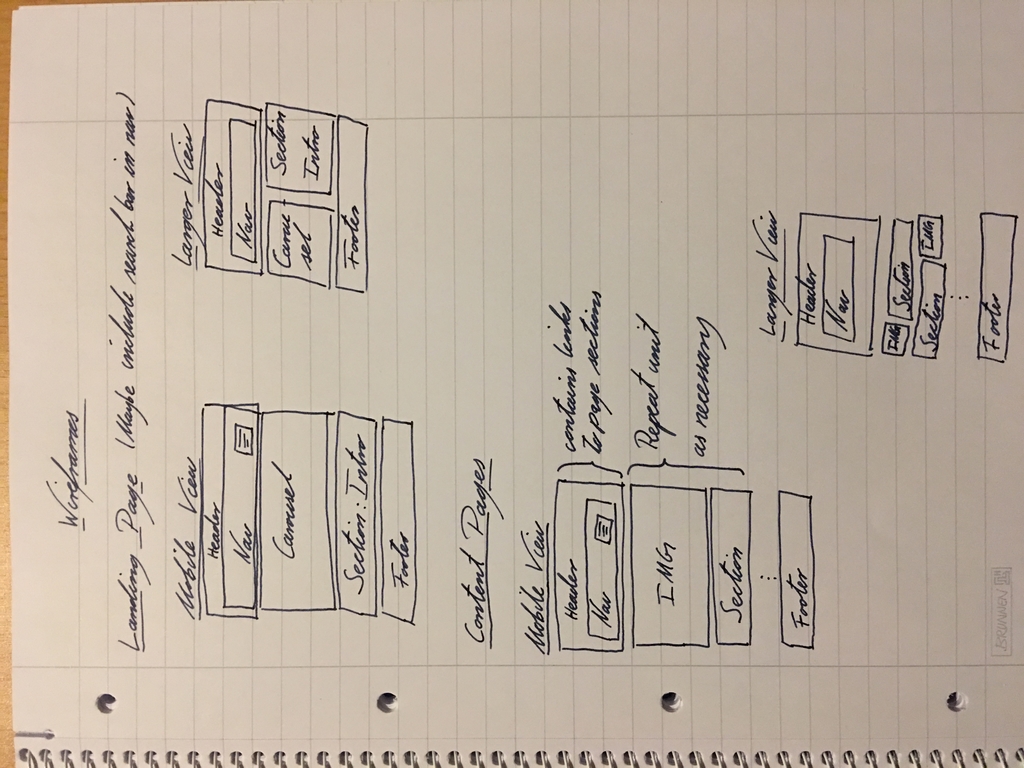 Wireframes
Landing Page (Maybe include search bar in nav)
Mobile View
Header
Nav
Carousel
Section: Intro
Footer
Larger View
Header
Nav
Carou-
sel
Section
Intro
Footer
Content Pages
Mobile View
Header
Nav
contains links
to page sections
IMG
Section
Repeat unit
as necessary
⋮
Footer
Larger View
Header
Nav
IMG Section
Section IMG
⋮
Footer
BRUNNEN